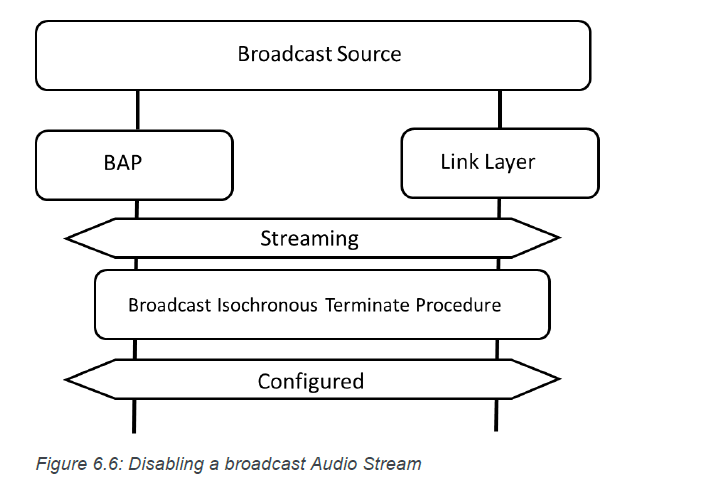 Broadcast Source
BAP
Link Layer
Streaming
Broadcast Isochronous Terminate Procedure
Configured
Figure 6.6: Disabling a broadcast Audio Stream